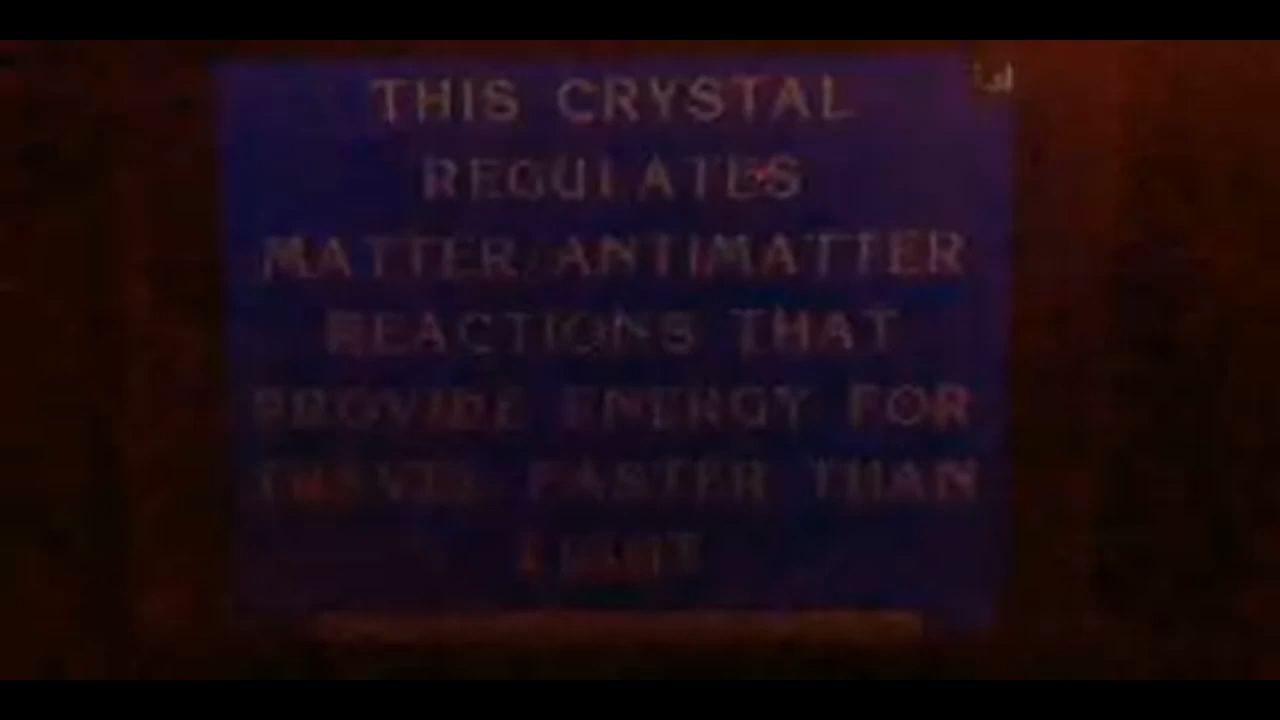 THIS CRYSTAL
REGULATES
MATTER/ANTIMATTER
REACTIONS THAT
PROVIDE ENERGY FOR
TRAVEL FASTER THAN
LIGHT